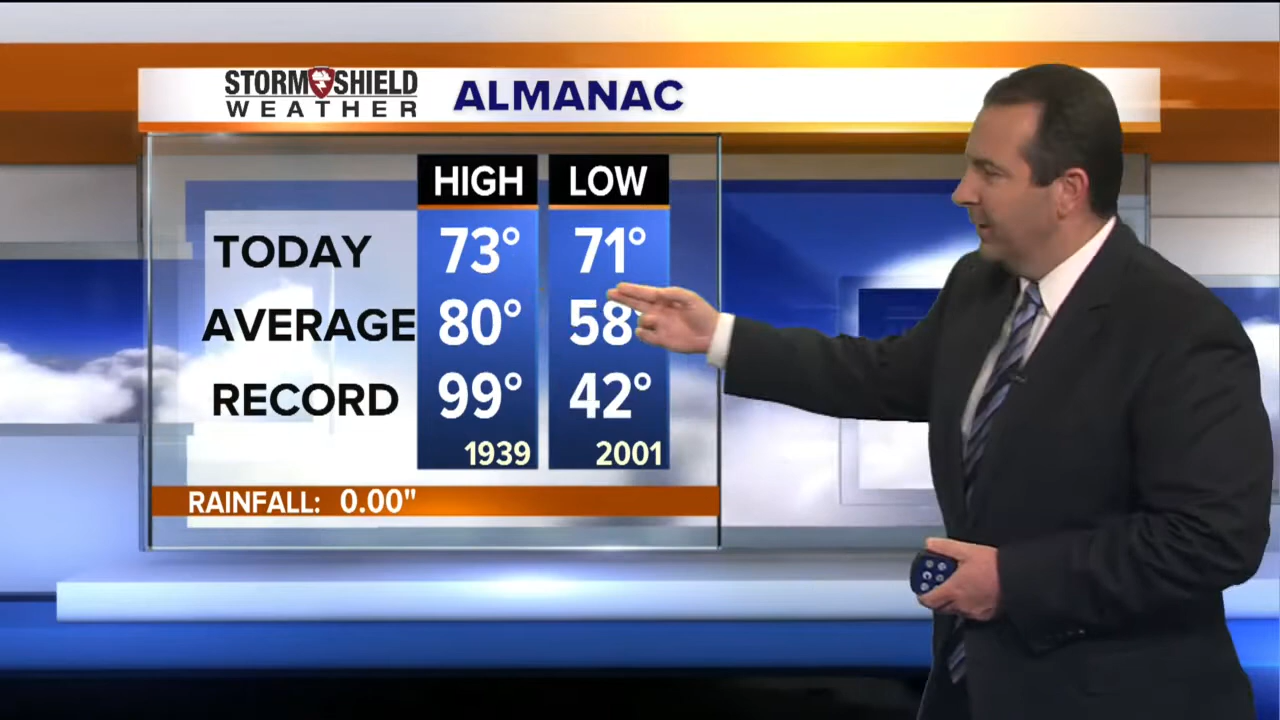 STORM SHIELD
WEATHER
ALMANAC
HIGH LOW
TODAY 73° 71°
AVERAGE 80° 58°
RECORD 99° 42°
1939 2001
RAINFALL: 0.00"